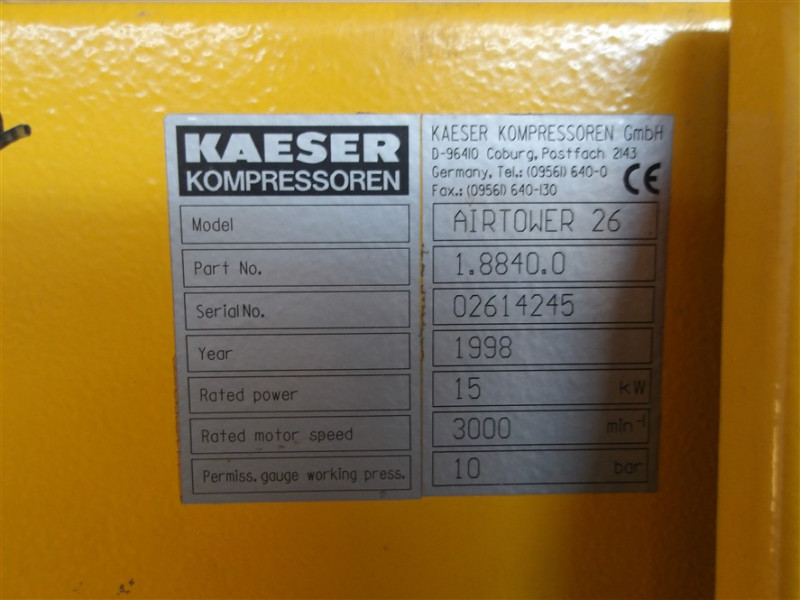 KAESER
KOMPRESSOREN
KAESER KOMPRESSOREN GmbH
D-96410 Coburg, Postfach 2143
Germany, Tel.: (09561) 640-0
Fax.: (09561) 640-130
CE
Model AIRTOWER 26
Part No. 1.8840.0
Serial No. 02614245
Year 1998
Rated power 15 kW
Rated motor speed 3000 min⁻¹
Permiss. gauge working press. 10 bar